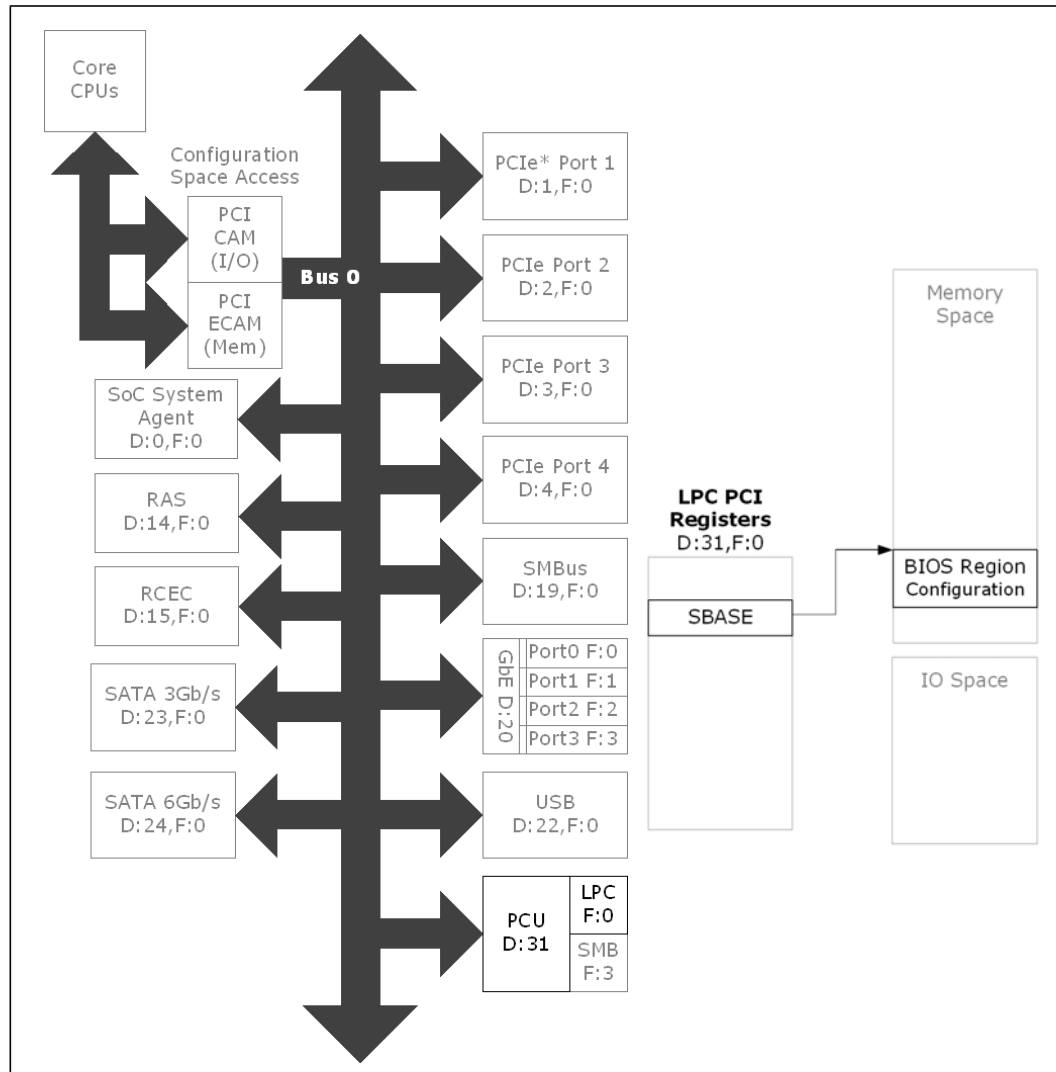 Core
CPUs
Configuration
Space Access
PCI
CAM
(I/O)
PCI
ECAM
(Mem)
Bus 0
SoC System
Agent
D:0,F:0
RAS
D:14,F:0
RCEC
D:15,F:0
SATA 3Gb/s
D:23,F:0
SATA 6Gb/s
D:24,F:0
PCIe* Port 1
D:1,F:0
PCIe Port 2
D:2,F:0
PCIe Port 3
D:3,F:0
PCIe Port 4
D:4,F:0
SMBus
D:19,F:0
GbE D:20
Port0 F:0
Port1 F:1
Port2 F:2
Port3 F:3
USB
D:22,F:0
PCU
D:31
LPC
F:0
SMB
F:3
LPC PCI
Registers
D:31,F:0
SBASE
Memory
Space
BIOS Region
Configuration
IO Space